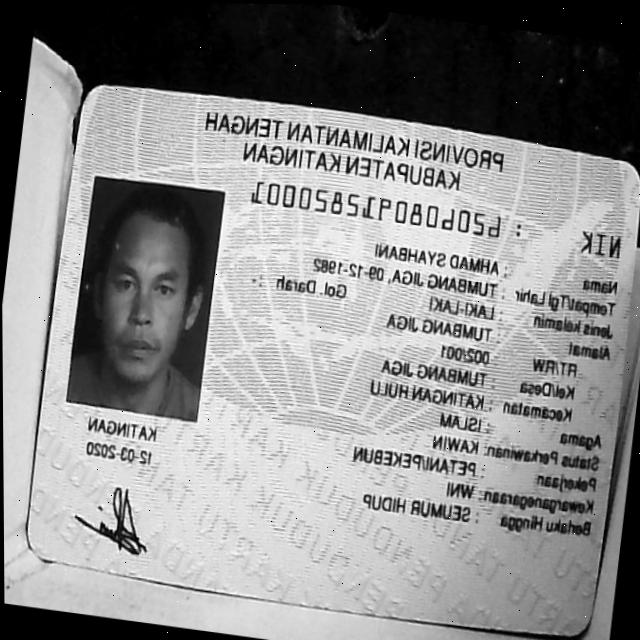 PROVINSI KALIMANTAN TENGAH
KABUPATEN KATINGAN
NIK : 6206080912820001
Nama : AHMAD SYAHBANI
Tempat/Tgl Lahir : TUMBANG JIGA, 09-12-1982
Jenis kelamin : LAKI-LAKI Gol. Darah : -
Alamat : TUMBANG JIGA
RT/RW : 002/001
Kel/Desa : TUMBANG JIGA
Kecamatan : KATINGAN HULU
Agama : ISLAM
Status Perkawinan: KAWIN
Pekerjaan : PETANI/PEKEBUN
Kewarganegaraan: WNI
Berlaku Hingga : SEUMUR HIDUP
KATINGAN
12-03-2020